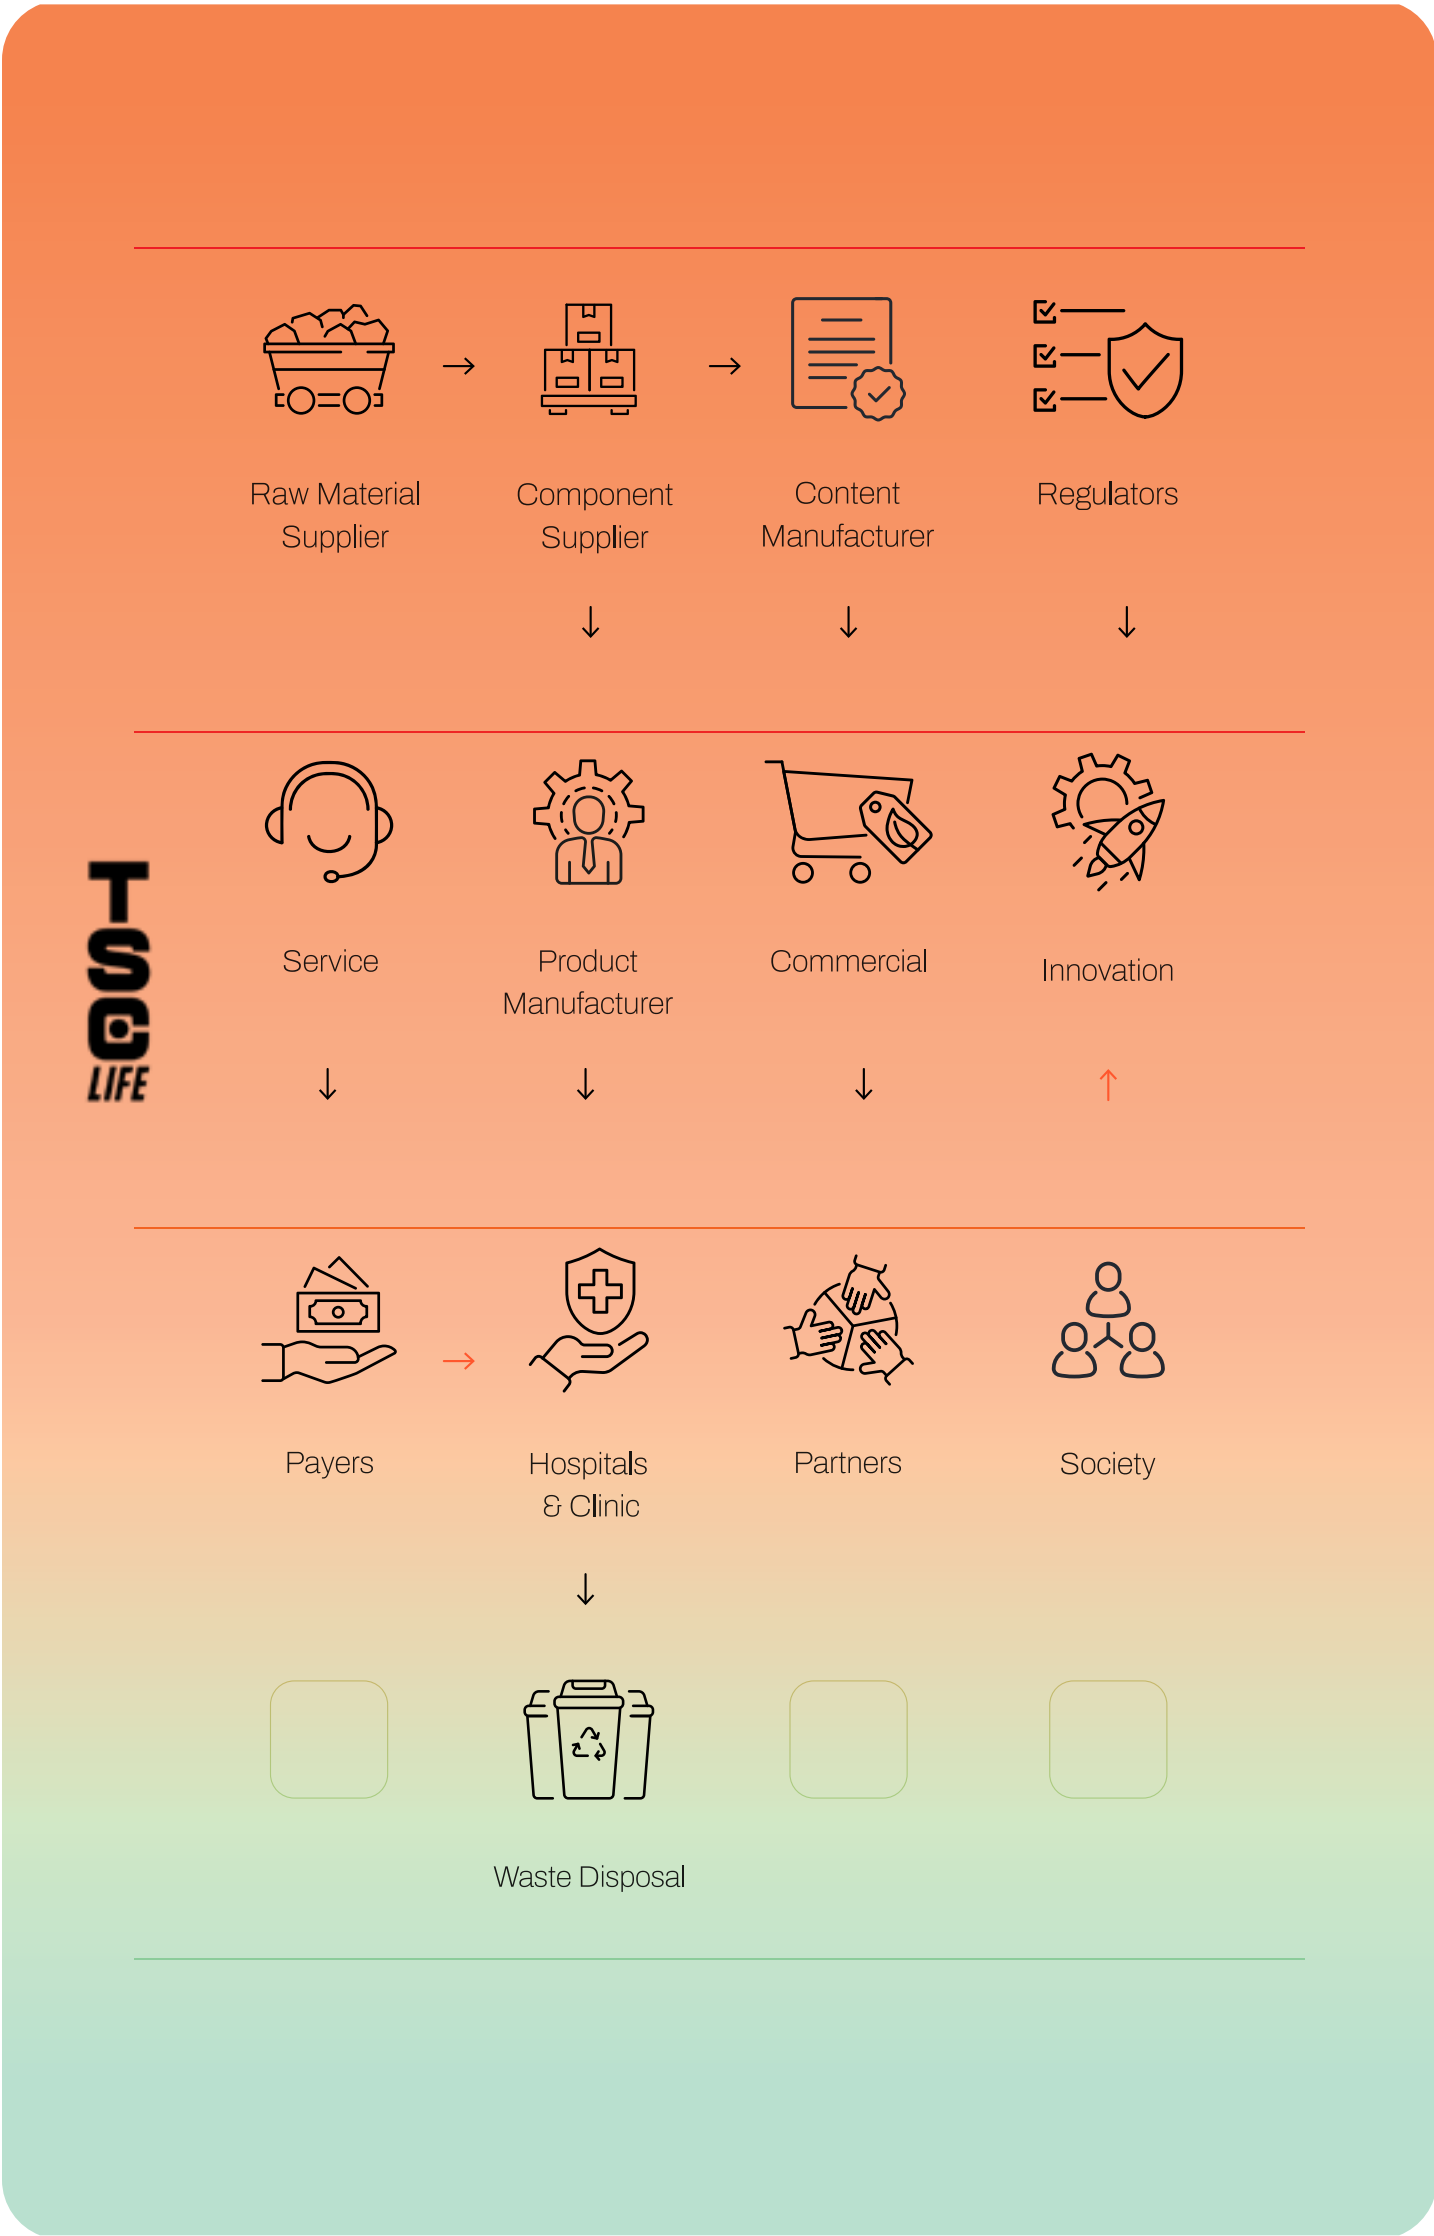 Raw Material
Supplier
Component
Supplier
Content
Manufacturer
Regulators
TSC
LIFE
Service
Product
Manufacturer
Commercial
Innovation
Payers
Hospitals
& Clinic
Partners
Society
Waste Disposal